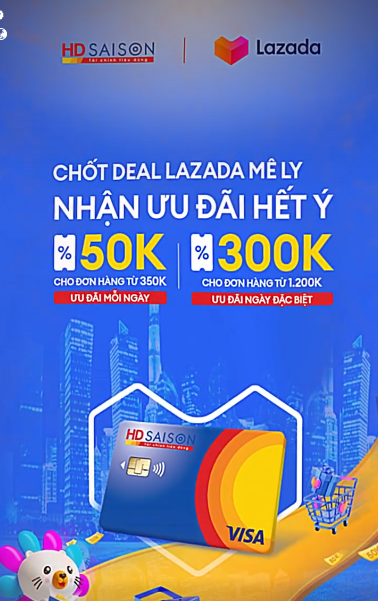 HD SAISON
Tài chính tiêu dùng
Lazada
CHỐT DEAL LAZADA MÊ LY
NHẬN ƯU ĐÃI HẾT Ý
% 50K
CHO ĐƠN HÀNG TỪ 350K
ƯU ĐÃI MỖI NGÀY
% 300K
CHO ĐƠN HÀNG TỪ 1.200K
ƯU ĐÃI NGÀY ĐẶC BIỆT
HD SAISON
Tài chính tiêu dùng
VISA